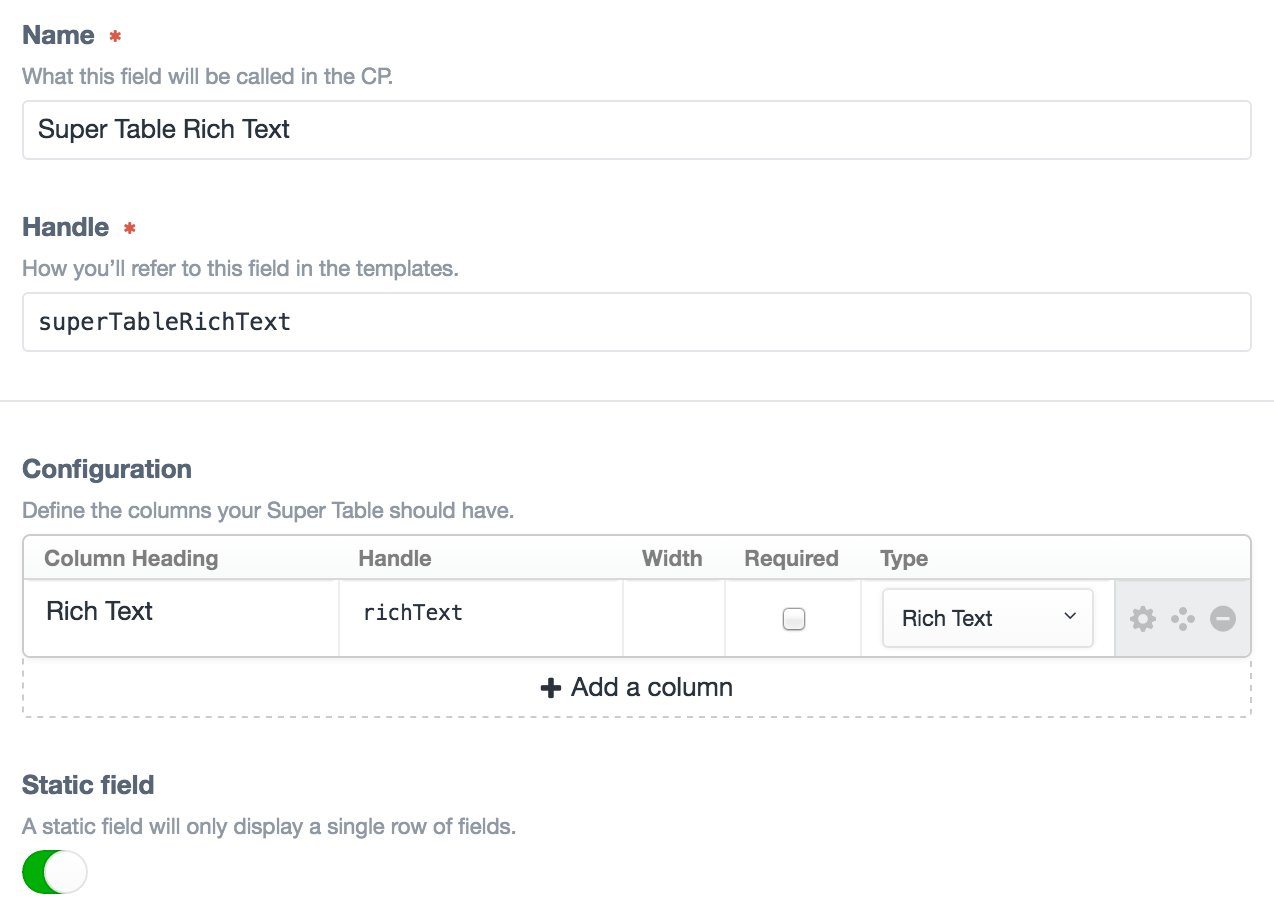 Name *
What this field will be called in the CP.
Super Table Rich Text
Handle *
How you’ll refer to this field in the templates.
superTableRichText
Configuration
Define the columns your Super Table should have.
Column Heading Handle Width Required Type
Rich Text richText Rich Text
Add a column
Static field
A static field will only display a single row of fields.